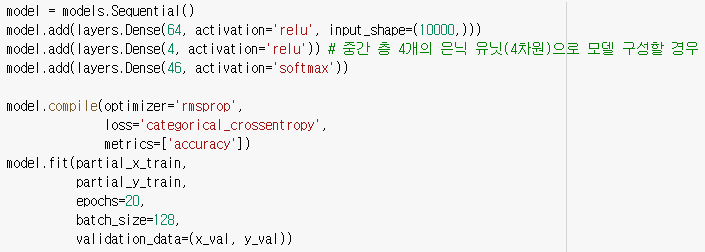 model = models.Sequential()
model.add(layers.Dense(64, activation='relu', input_shape=(10000,)))
model.add(layers.Dense(4, activation='relu')) # 중간 층 4개의 은닉 유닛(4차원)으로 모델 구성할 경우
model.add(layers.Dense(46, activation='softmax'))

model.compile(optimizer='rmsprop',
              loss='categorical_crossentropy',
              metrics=['accuracy'])
model.fit(partial_x_train,
          partial_y_train,
          epochs=20,
          batch_size=128,
          validation_data=(x_val, y_val))